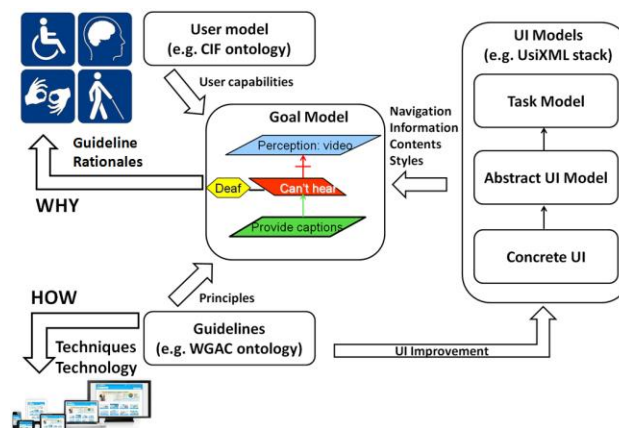 User model
(e.g. CIF ontology)
User capabilities
UI Models
(e.g. UsiXML stack)
Task Model
Abstract UI Model
Concrete UI
Goal Model
Perception: video
Deaf
Can't hear
Provide captions
Navigation
Information
Contents
Styles
Guideline
Rationales
WHY
HOW
Principles
Techniques
Technology
Guidelines
(e.g. WGAC ontology)
UI Improvement